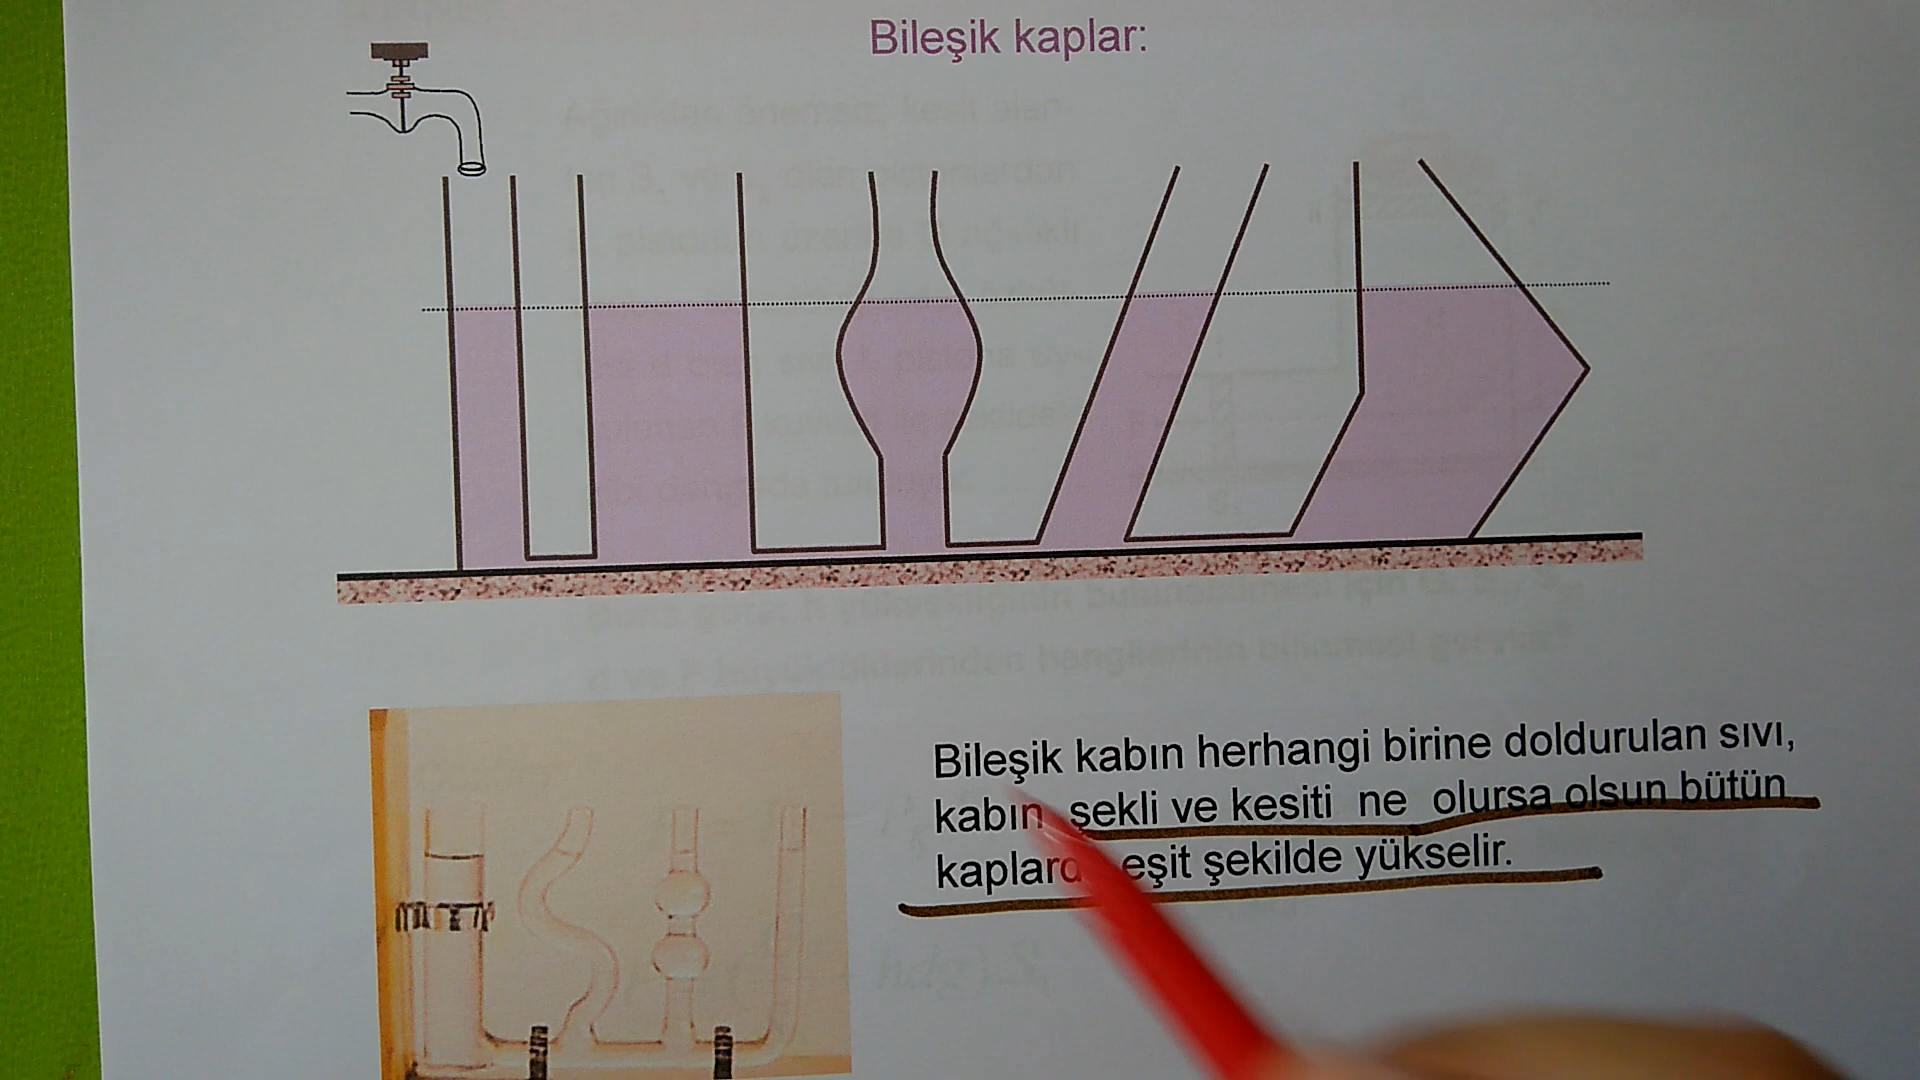 Bileşik kaplar:
Bileşik kabın herhangi birine doldurulan sıvı,
kabın şekli ve kesiti ne olursa olsun bütün
eşit şekilde yükselir.